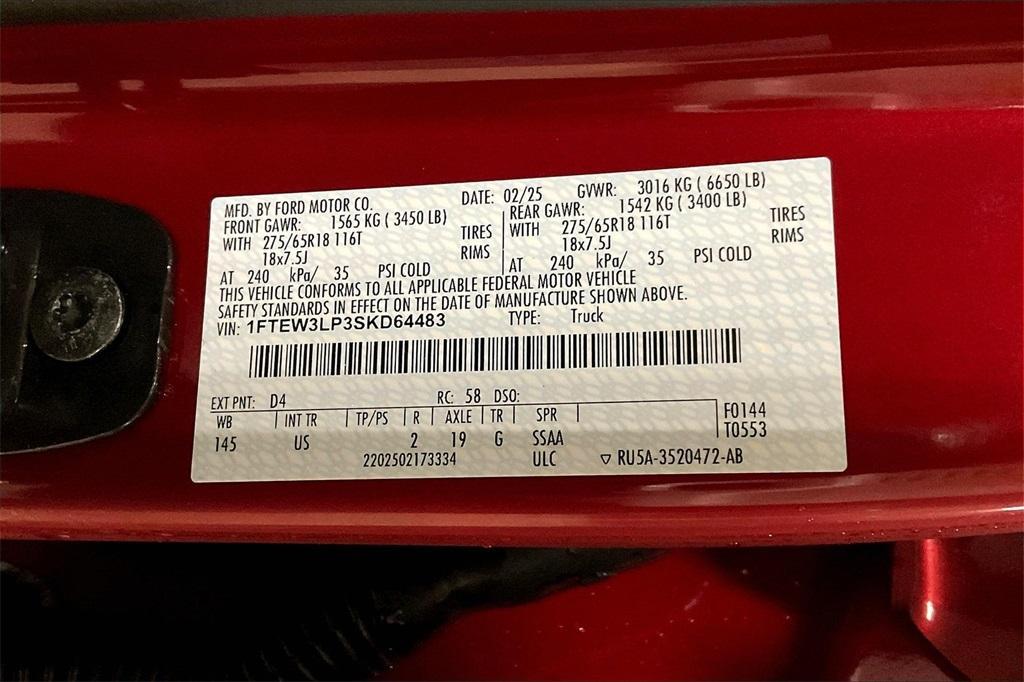 MFD. BY FORD MOTOR CO. DATE: 02/25 GVWR: 3016 KG ( 6650 LB)
FRONT GAWR: 1565 KG ( 3450 LB) REAR GAWR: 1542 KG ( 3400 LB)
WITH 275/65R18 116T TIRES WITH 275/65R18 116T TIRES
18x7.5J RIMS 18x7.5J RIMS
AT 240 kPa/ 35 PSI COLD AT 240 kPa/ 35 PSI COLD
THIS VEHICLE CONFORMS TO ALL APPLICABLE FEDERAL MOTOR VEHICLE
SAFETY STANDARDS IN EFFECT ON THE DATE OF MANUFACTURE SHOWN ABOVE.
VIN: 1FTEW3LP3SKD64483 TYPE: Truck
EXT PNT: D4 RC: 58 DSO:
WB INT TR TP/PS R AXLE TR SPR F0144
145 US 2 19 G SSAA T0553
2202502173334 ULC ▽ RU5A-3520472-AB